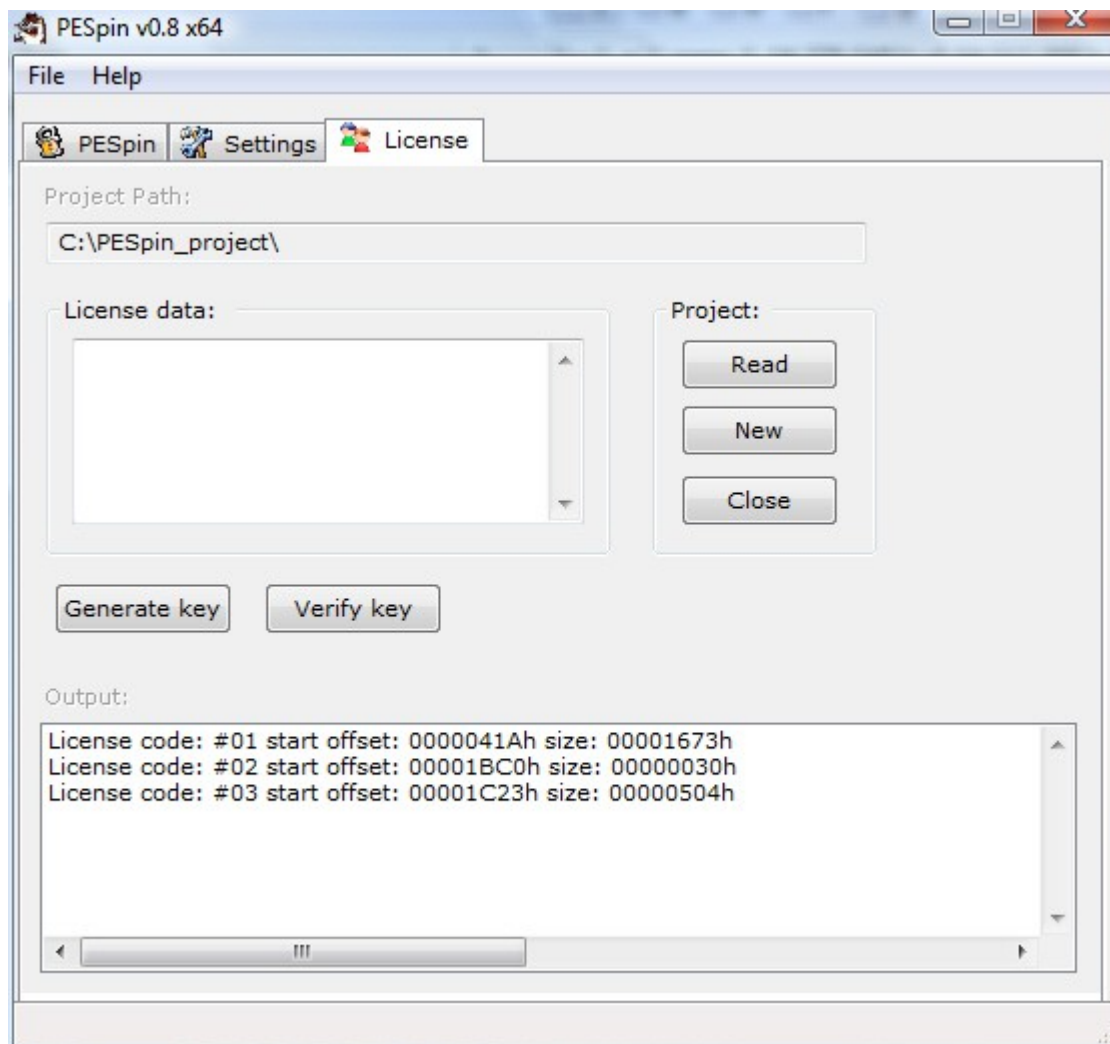 PESpin v0.8 x64
File Help
PESpin Settings License
Project Path:
C:\PESpin_project\
License data:
Project:
Read
New
Close
Generate key Verify key
Output:
License code: #01 start offset: 0000041Ah size: 00001673h
License code: #02 start offset: 00001BC0h size: 00000030h
License code: #03 start offset: 00001C23h size: 00000504h